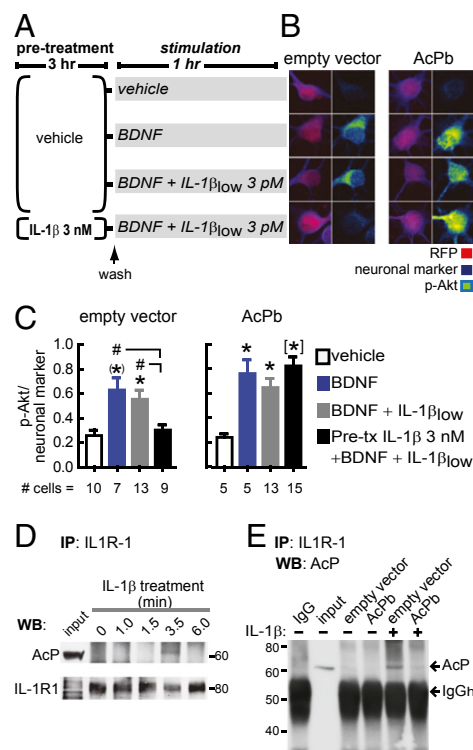 A
pre-treatment
3 hr
stimulation
1 hr
vehicle
vehicle
BDNF
BDNF + IL-1βlow 3 pM
IL-1β 3 nM
BDNF + IL-1βlow 3 pM
wash
B
empty vector
AcPb
RFP
neuronal marker
p-Akt
C
empty vector
AcPb
p-Akt/
neuronal marker
1.0
0.8
0.6
0.4
0.2
0.0
# (*) # *
* * [*]
# cells = 10 7 13 9 5 5 13 15
vehicle
BDNF
BDNF + IL-1βlow
Pre-tx IL-1β 3 nM
+BDNF + IL-1βlow
D
IP: IL1R-1
IL-1β treatment
(min)
WB: input 0 1.0 1.5 3.5 6.0
AcP 60
IL-1R1 80
E
IP: IL1R-1
WB: AcP
IgG input empty vector AcPb empty vector AcPb
IL-1β: − − − − + +
80
60
50
40
30
AcP
IgGh